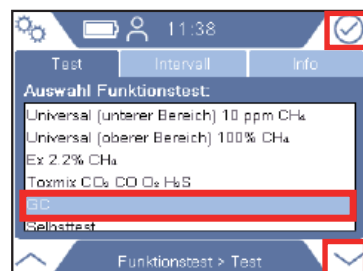 11:38
Test Intervall Info
Auswahl Funktionstest:
Universal (unterer Bereich) 10 ppm CH₄
Universal (oberer Bereich) 100% CH₄
Ex 2.2% CH₄
Toxmix CO₂ CO O₂ H₂S
GC
Selbsttest
Funktionstest > Test